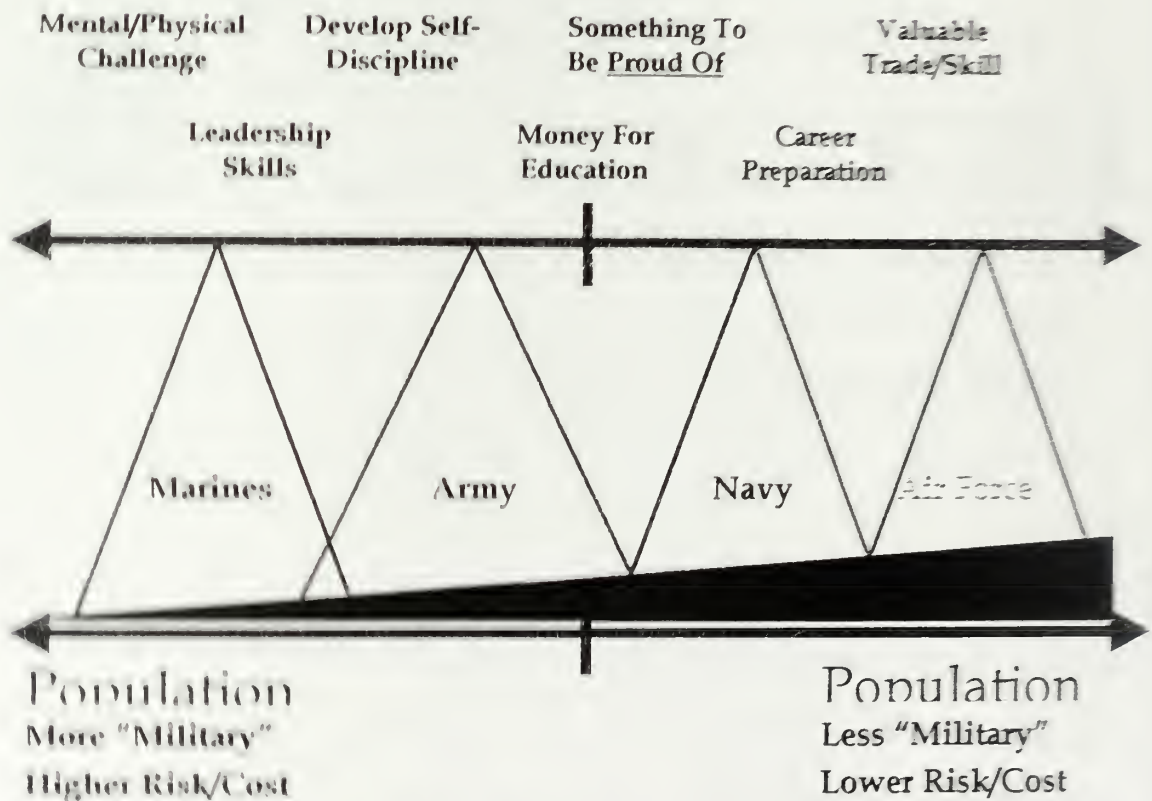 Mental/Physical
Challenge
Develop Self-
Discipline
Something To
Be Proud Of
Valuable
Trade/Skill
Leadership
Skills
Money For
Education
Career
Preparation
Marines
Army
Navy
Air Force
Population
More "Military"
Higher Risk/Cost
Population
Less "Military"
Lower Risk/Cost